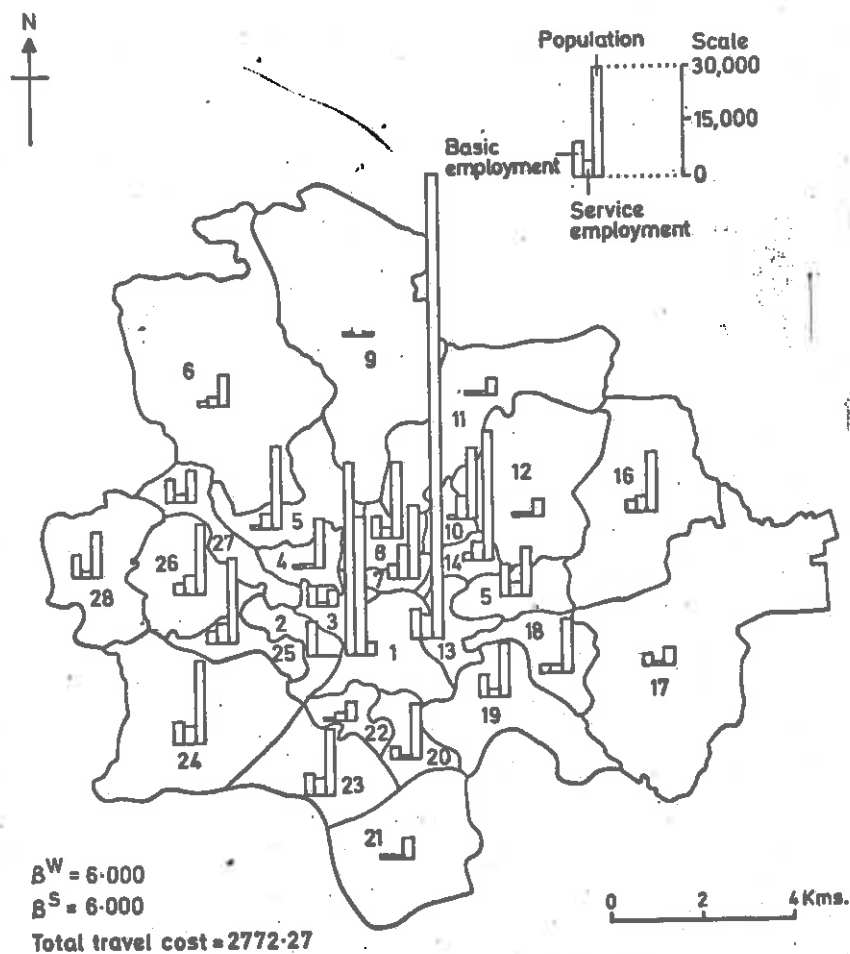 N
Population
Scale
30,000
15,000
0
Basic
employment
Service
employment
6
9
11
12
16
5
10
4
8
7
14
27
26
28
5
2
3
18
25
1
13
17
19
22
24
20
23
21
βW = 6·000
βS = 6·000
Total travel cost = 2772·27
0 2 4 Kms.